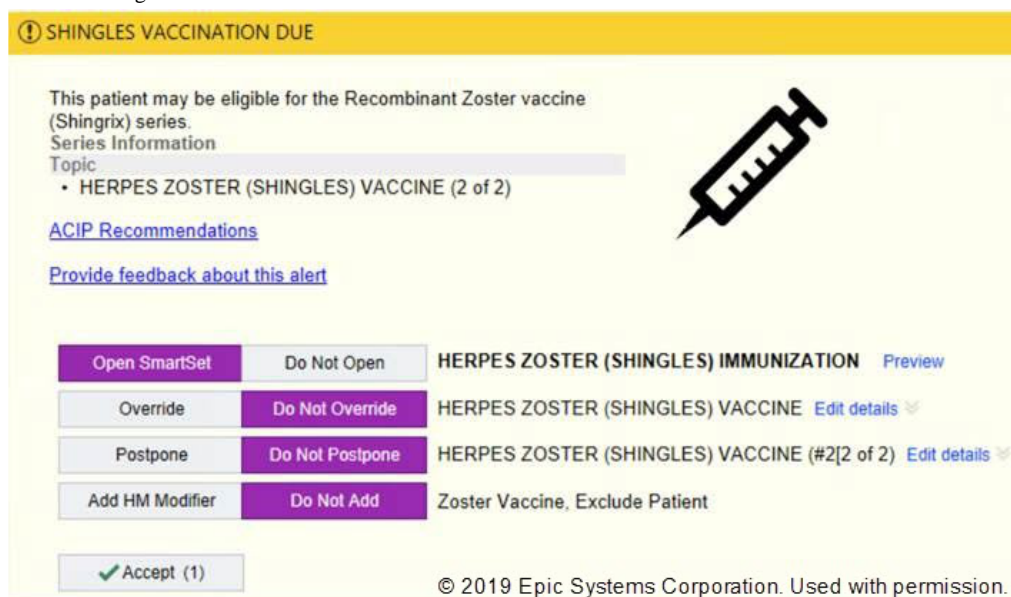 SHINGLES VACCINATION DUE
This patient may be eligible for the Recombinant Zoster vaccine
(Shingrix) series.
Series Information
Topic
• HERPES ZOSTER (SHINGLES) VACCINE (2 of 2)
ACIP Recommendations
Provide feedback about this alert
Open SmartSet Do Not Open HERPES ZOSTER (SHINGLES) IMMUNIZATION Preview
Override Do Not Override HERPES ZOSTER (SHINGLES) VACCINE Edit details
Postpone Do Not Postpone HERPES ZOSTER (SHINGLES) VACCINE (#2[2 of 2) Edit details
Add HM Modifier Do Not Add Zoster Vaccine, Exclude Patient
Accept (1)
© 2019 Epic Systems Corporation. Used with permission.